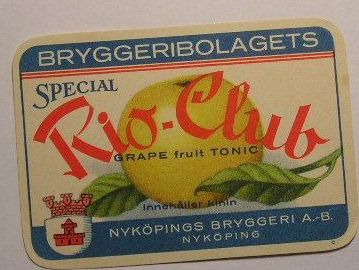 BRYGGERIBOLAGETS
SPECIAL
Rio-Club
GRAPE fruit TONIC
Innehåller kinin
NYKÖPINGS BRYGGERI A.-B.
NYKÖPING